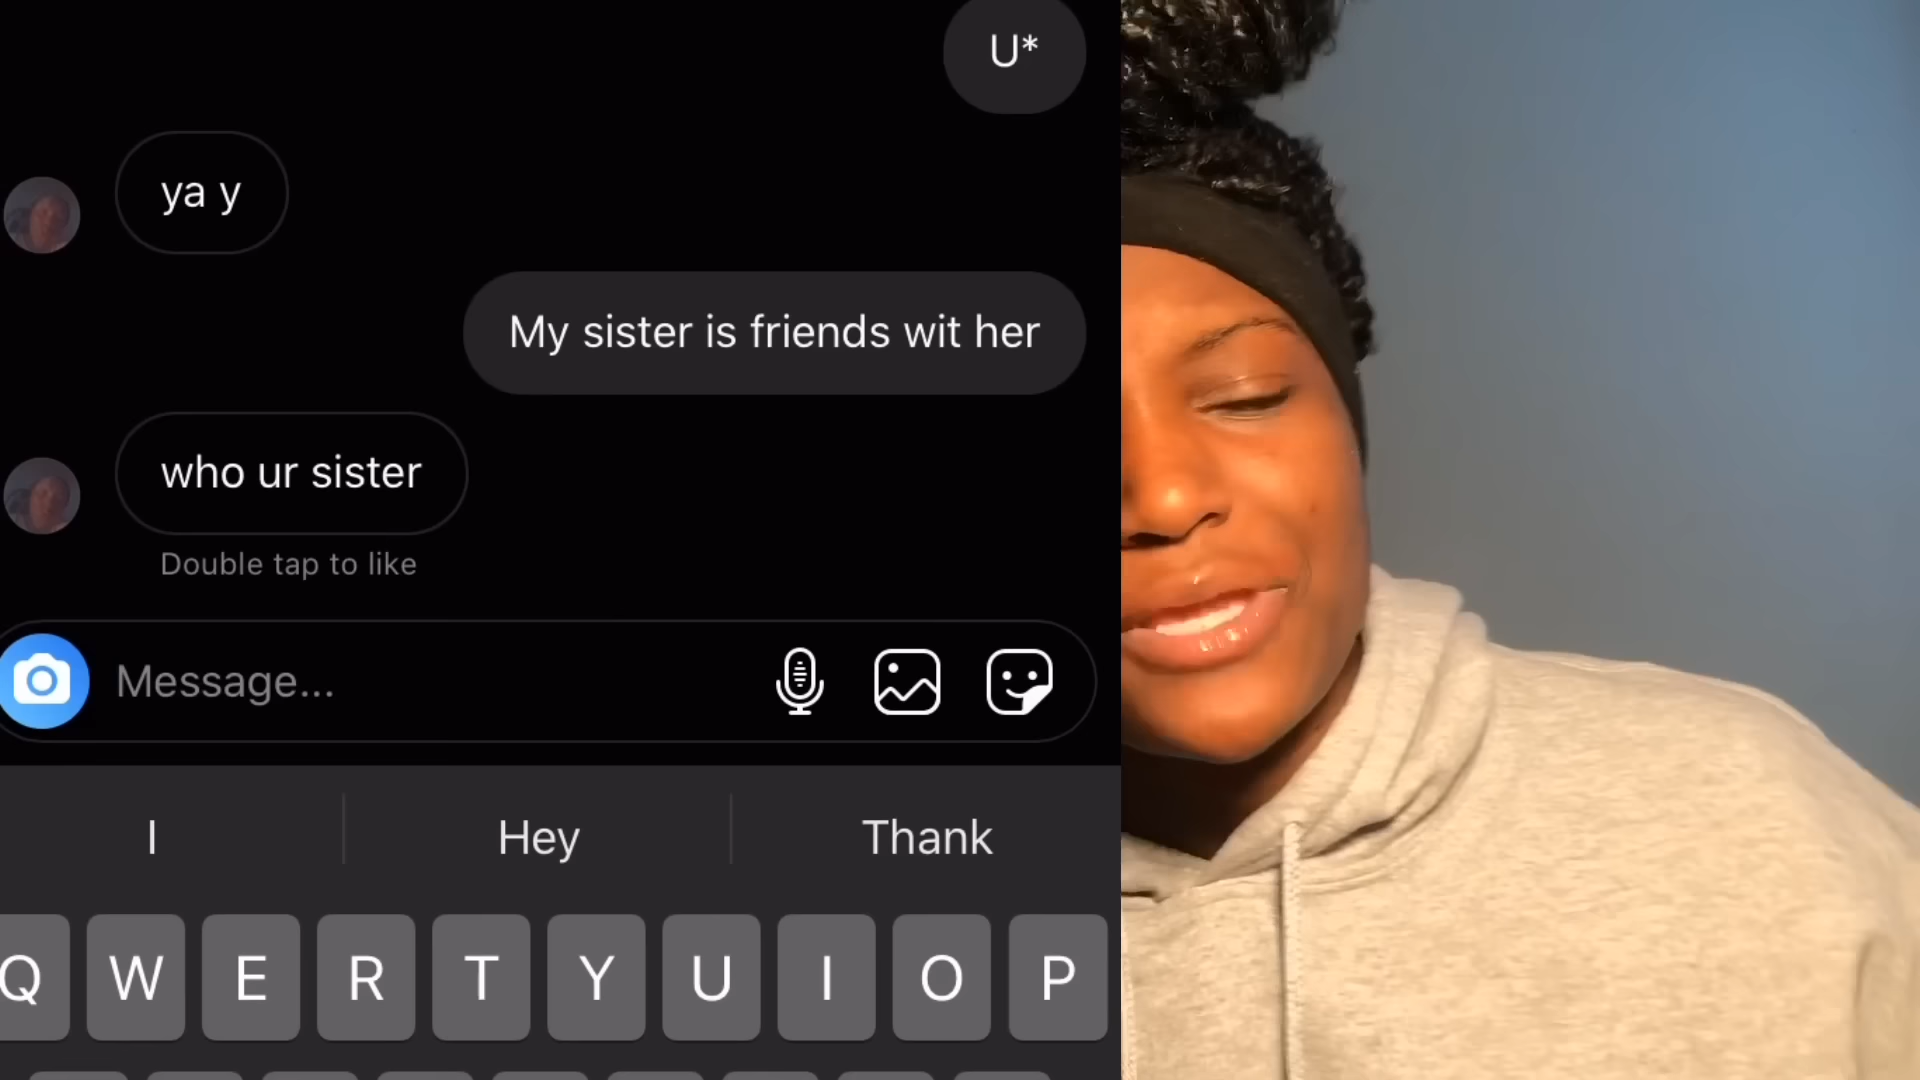 U*
ya y
My sister is friends wit her
who ur sister
Double tap to like
Message...
I Hey Thank
Q W E R T Y U I O P